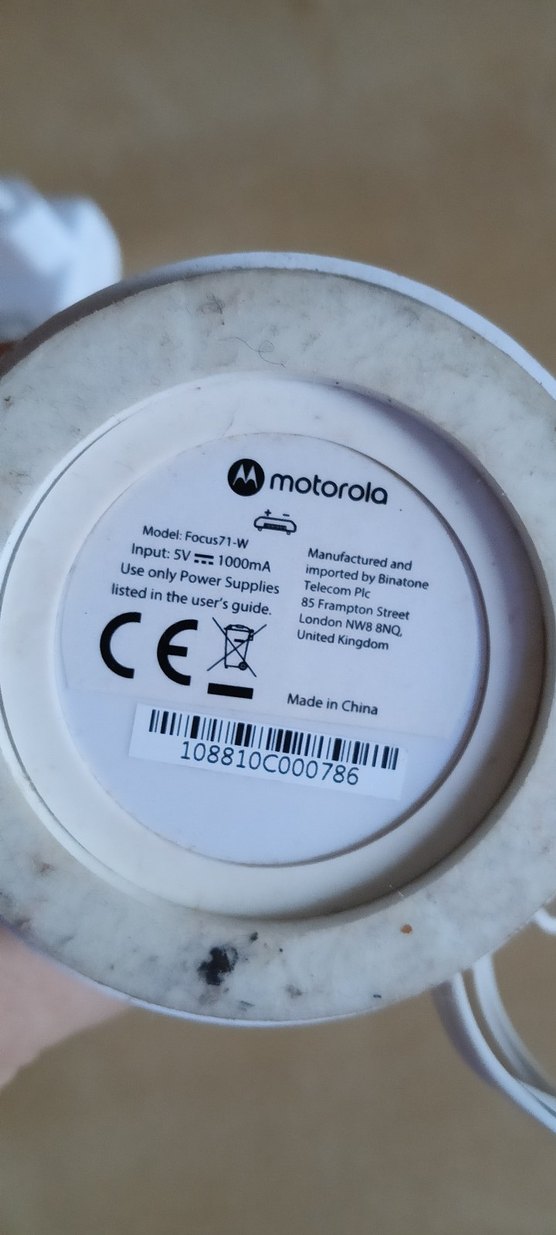 motorola
Model: Focus71-W
Input: 5V ⎓ 1000mA
Use only Power Supplies
listed in the user's guide.
Manufactured and
imported by Binatone
Telecom Plc
85 Frampton Street
London NW8 8NQ,
United Kingdom
CE
Made in China
108810C000786